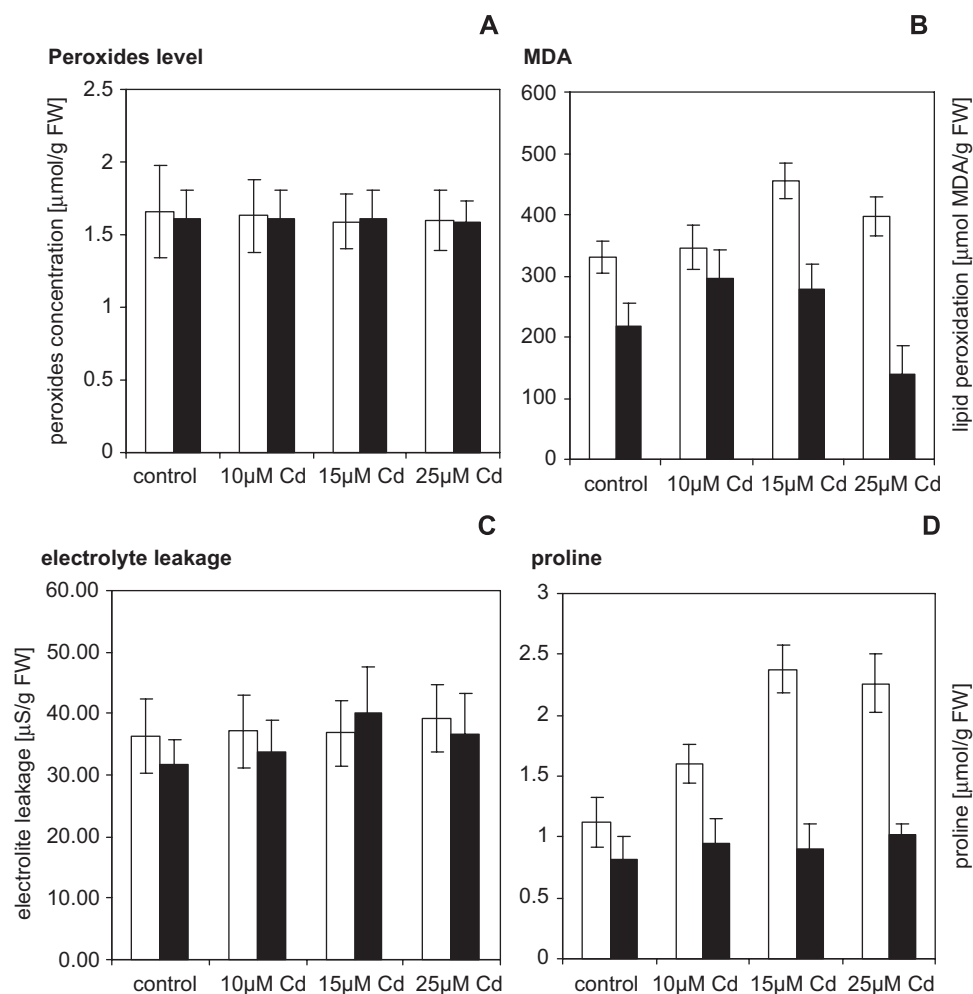 A
Peroxides level
peroxides concentration [µmol/g FW]
2.5
2
1.5
1
0.5
0
control 10µM Cd 15µM Cd 25µM Cd
B
MDA
600
500
400
300
200
100
0
lipid peroxidation [µmol MDA/g FW]
control 10µM Cd 15µM Cd 25µM Cd
C
electrolyte leakage
electrolite leakage [µS/g FW]
60.00
50.00
40.00
30.00
20.00
10.00
0.00
control 10µM Cd 15µM Cd 25µM Cd
D
proline
3
2.5
2
1.5
1
0.5
0
proline [µmol/g FW]
control 10µM Cd 15µM Cd 25µM Cd